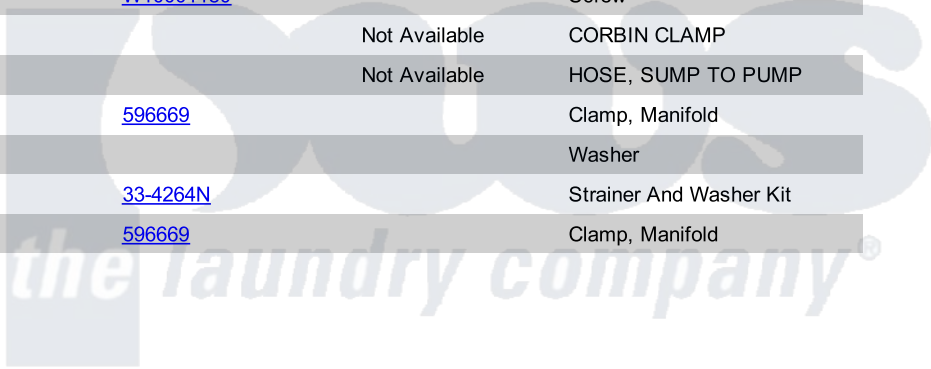 Not Available CORBIN CLAMP
Not Available HOSE, SUMP TO PUMP
596669 Clamp, Manifold
Washer
33-4264N Strainer And Washer Kit
596669 Clamp, Manifold
the laundry company®